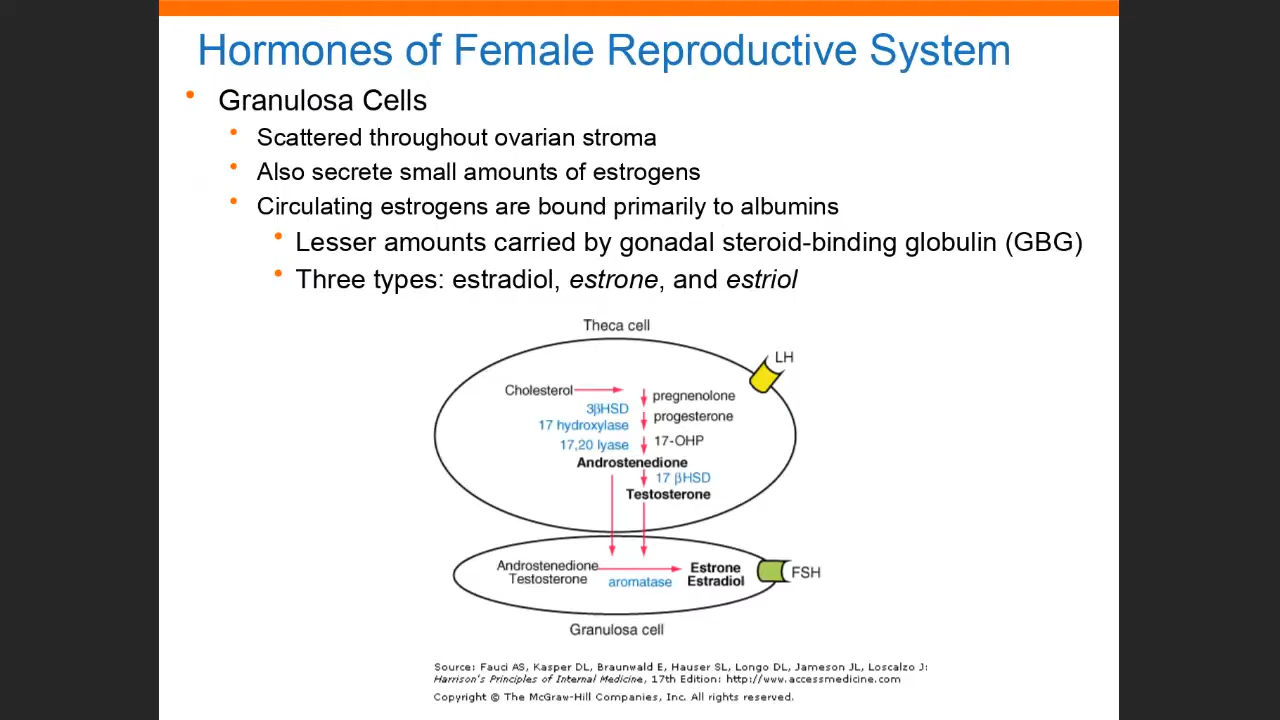 Hormones of Female Reproductive System
• Granulosa Cells
• Scattered throughout ovarian stroma
• Also secrete small amounts of estrogens
• Circulating estrogens are bound primarily to albumins
• Lesser amounts carried by gonadal steroid-binding globulin (GBG)
• Three types: estradiol, estrone, and estriol
Theca cell
LH
Cholesterol
pregnenolone
3βHSD
progesterone
17 hydroxylase
17-OHP
17,20 lyase
Androstenedione
17 βHSD
Testosterone
Androstenedione
Testosterone
aromatase
Estrone
Estradiol
FSH
Granulosa cell
Source: Fauci AS, Kasper DL, Braunwald E, Hauser SL, Longo DL, Jameson JL, Loscalzo J:
Harrison's Principles of Internal Medicine, 17th Edition: http://www.accessmedicine.com
Copyright © The McGraw-Hill Companies, Inc. All rights reserved.